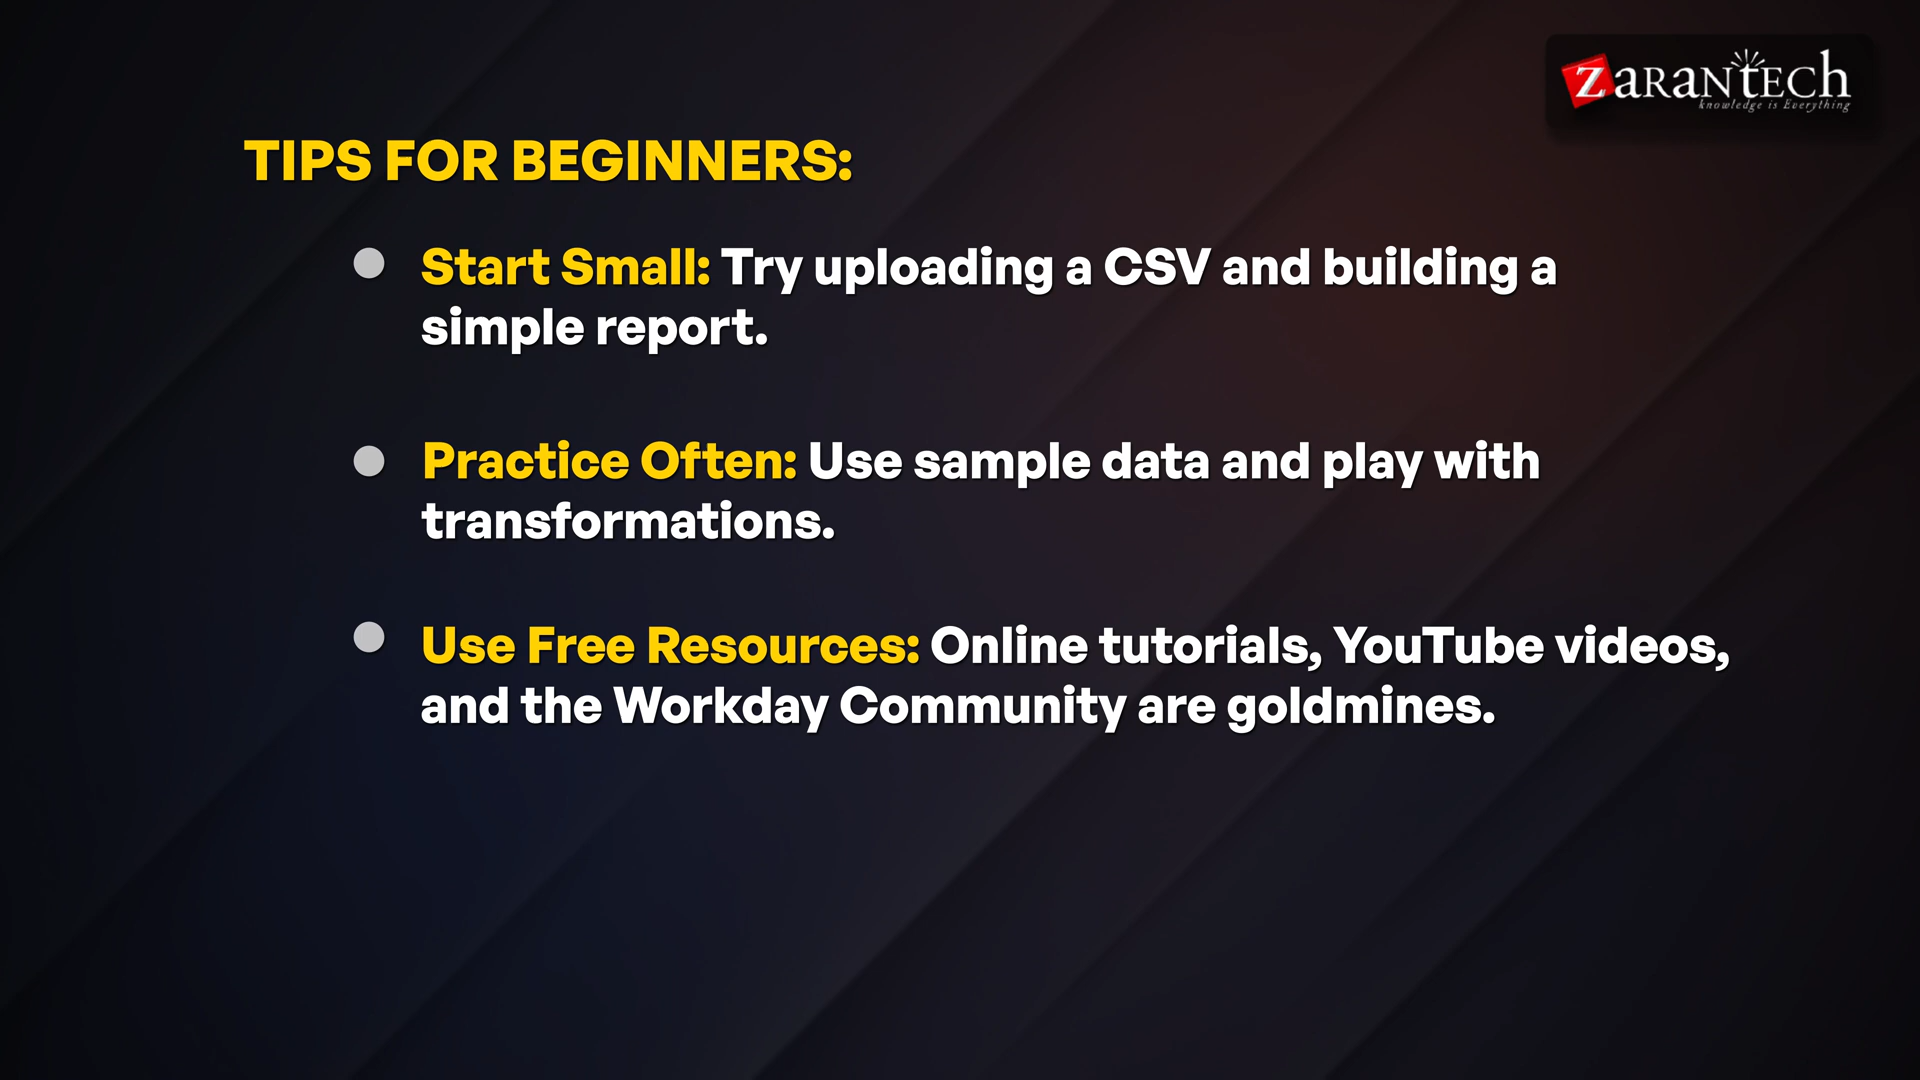 ZARANTECH
knowledge is Everything
TIPS FOR BEGINNERS:
Start Small: Try uploading a CSV and building a
simple report.
Practice Often: Use sample data and play with
transformations.
Use Free Resources: Online tutorials, YouTube videos,
and the Workday Community are goldmines.